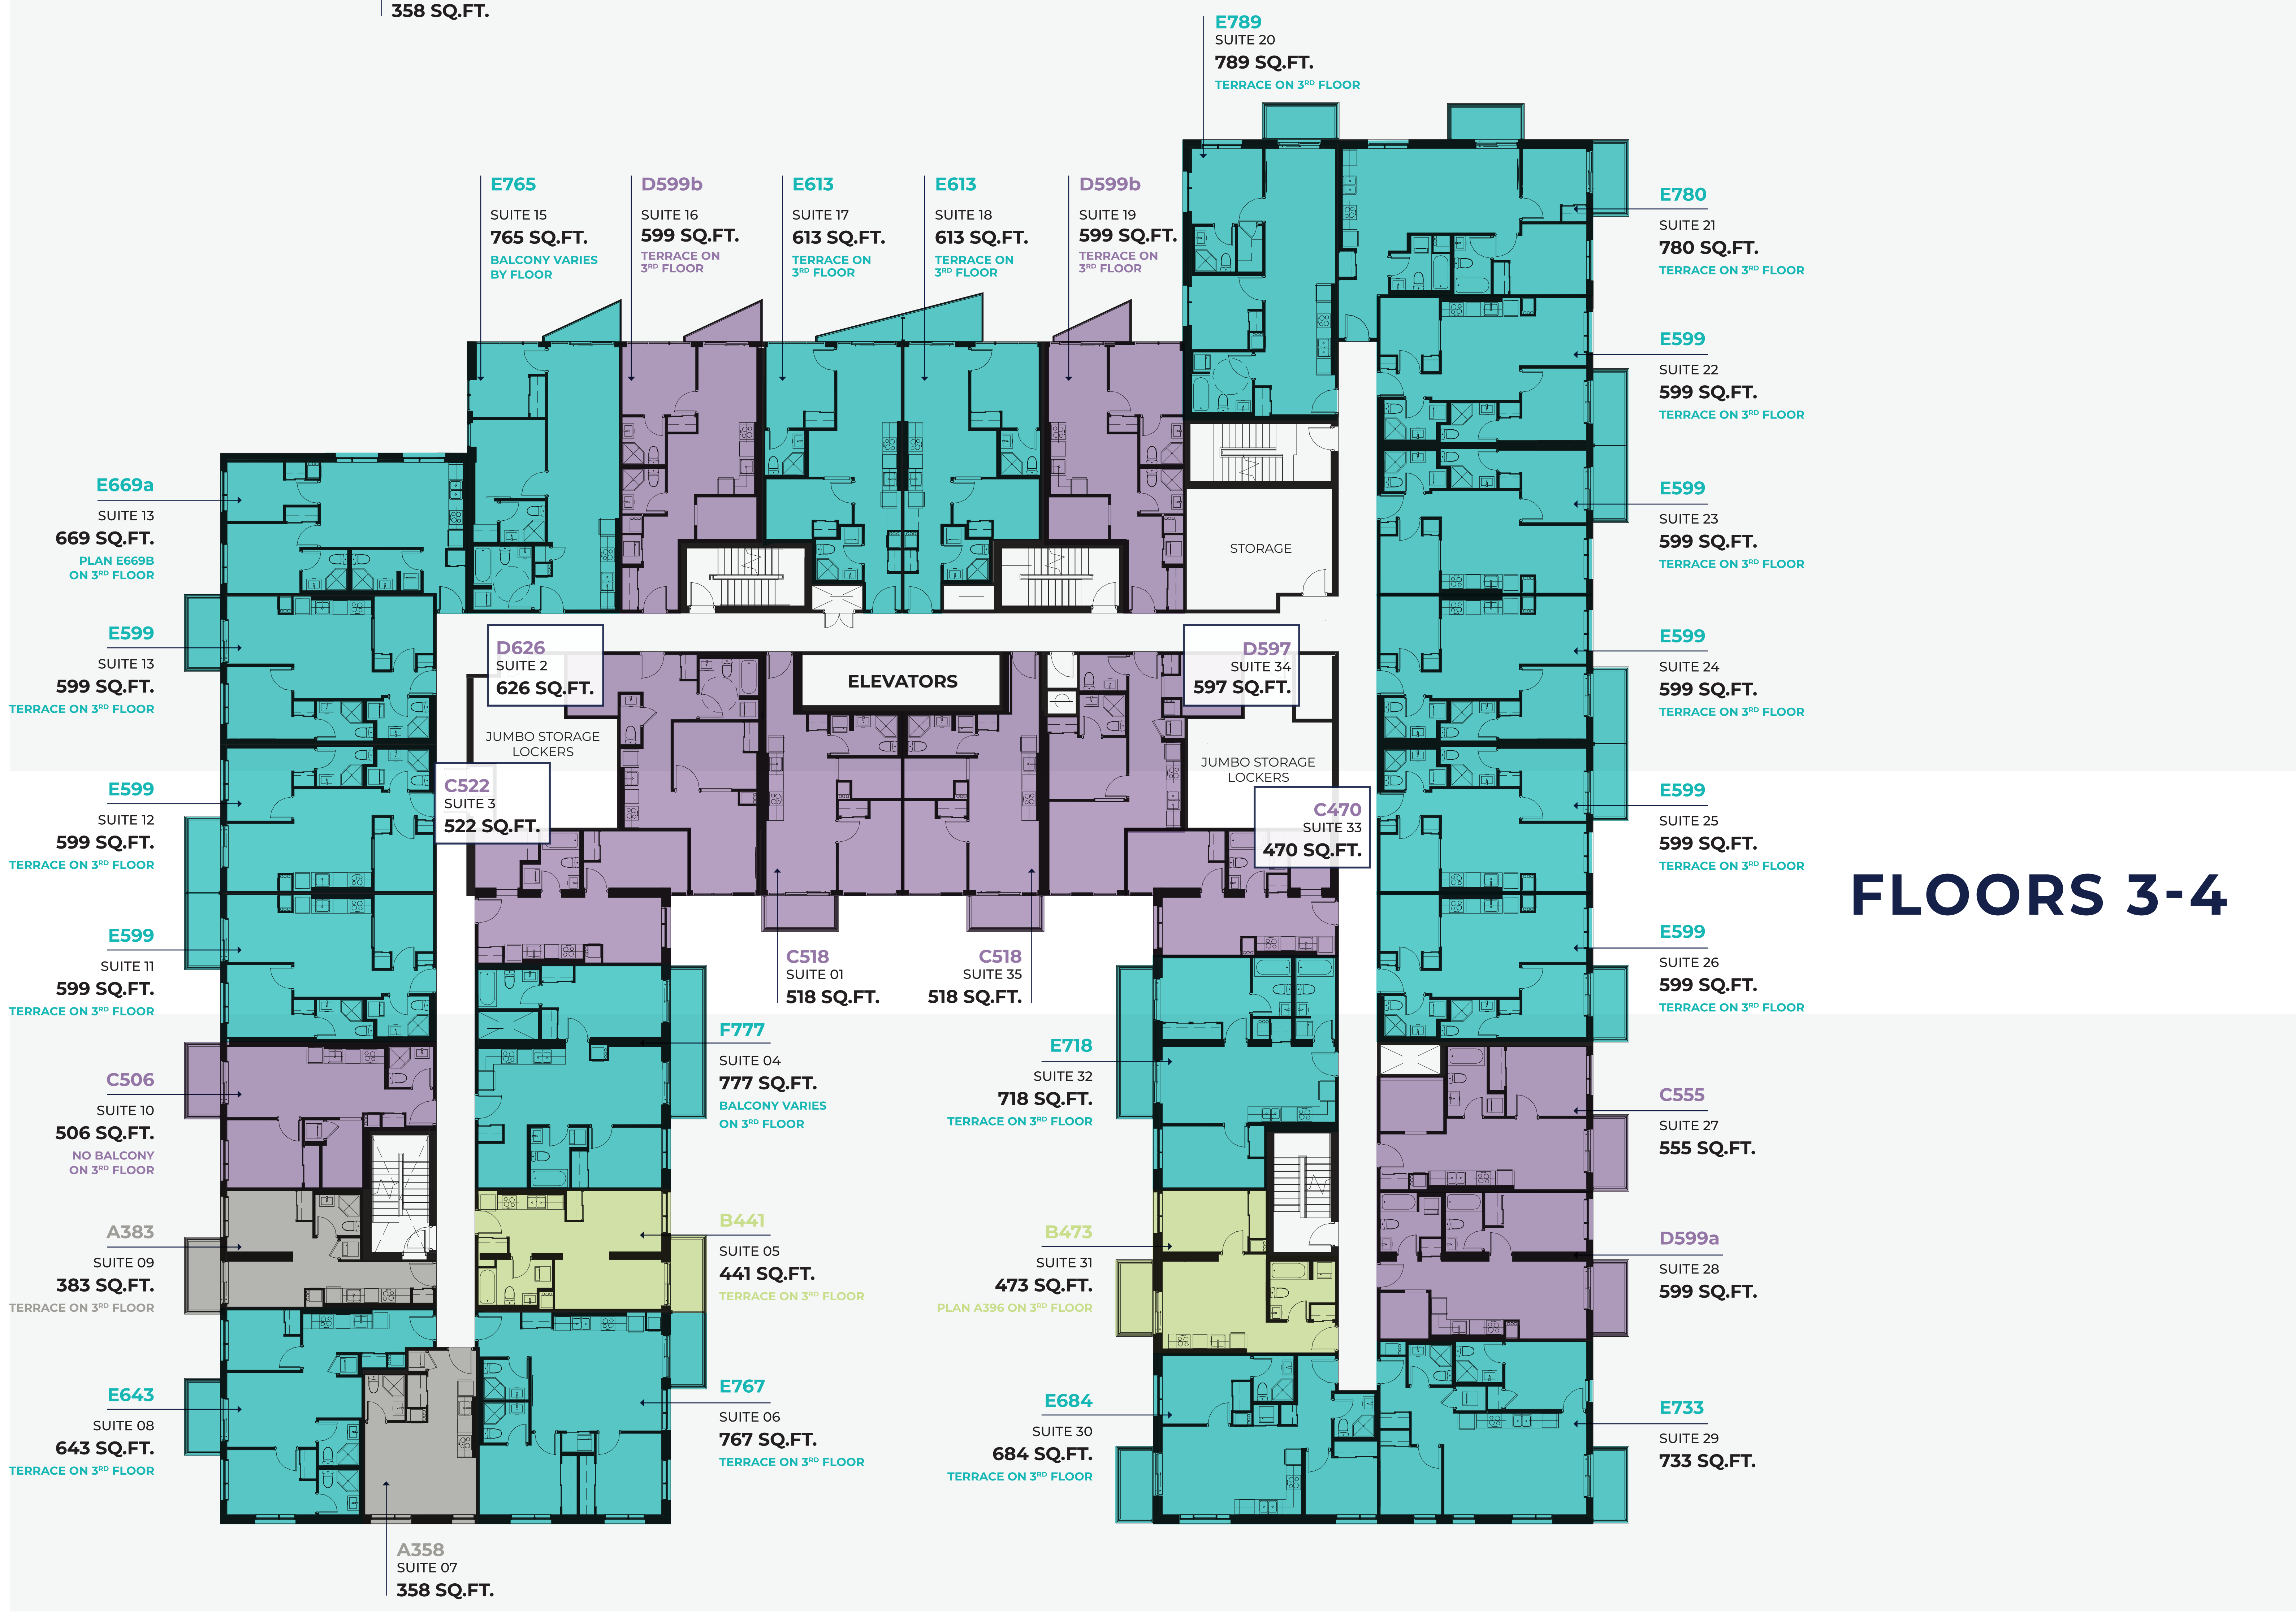 358 SQ.FT.
E789
SUITE 20
789 SQ.FT.
TERRACE ON 3RD FLOOR
E765
SUITE 15
765 SQ.FT.
BALCONY VARIES
BY FLOOR
D599b
SUITE 16
599 SQ.FT.
TERRACE ON
3RD FLOOR
E613
SUITE 17
613 SQ.FT.
TERRACE ON
3RD FLOOR
E613
SUITE 18
613 SQ.FT.
TERRACE ON
3RD FLOOR
D599b
SUITE 19
599 SQ.FT.
TERRACE ON
3RD FLOOR
E780
SUITE 21
780 SQ.FT.
TERRACE ON 3RD FLOOR
E599
SUITE 22
599 SQ.FT.
TERRACE ON 3RD FLOOR
E599
SUITE 23
599 SQ.FT.
TERRACE ON 3RD FLOOR
E599
SUITE 24
599 SQ.FT.
TERRACE ON 3RD FLOOR
E599
SUITE 25
599 SQ.FT.
TERRACE ON 3RD FLOOR
E599
SUITE 26
599 SQ.FT.
TERRACE ON 3RD FLOOR
C555
SUITE 27
555 SQ.FT.
D599a
SUITE 28
599 SQ.FT.
E733
SUITE 29
733 SQ.FT.
FLOORS 3-4
E669a
SUITE 13
669 SQ.FT.
PLAN E669B
ON 3RD FLOOR
E599
SUITE 13
599 SQ.FT.
TERRACE ON 3RD FLOOR
E599
SUITE 12
599 SQ.FT.
TERRACE ON 3RD FLOOR
E599
SUITE 11
599 SQ.FT.
TERRACE ON 3RD FLOOR
C506
SUITE 10
506 SQ.FT.
NO BALCONY
ON 3RD FLOOR
A383
SUITE 09
383 SQ.FT.
TERRACE ON 3RD FLOOR
E643
SUITE 08
643 SQ.FT.
TERRACE ON 3RD FLOOR
A358
SUITE 07
358 SQ.FT.
STORAGE
D626
SUITE 2
626 SQ.FT.
JUMBO STORAGE
LOCKERS
C522
SUITE 3
522 SQ.FT.
ELEVATORS
D597
SUITE 34
597 SQ.FT.
JUMBO STORAGE
LOCKERS
C470
SUITE 33
470 SQ.FT.
C518
SUITE 01
518 SQ.FT.
C518
SUITE 35
518 SQ.FT.
F777
SUITE 04
777 SQ.FT.
BALCONY VARIES
ON 3RD FLOOR
B441
SUITE 05
441 SQ.FT.
TERRACE ON 3RD FLOOR
E767
SUITE 06
767 SQ.FT.
TERRACE ON 3RD FLOOR
E718
SUITE 32
718 SQ.FT.
TERRACE ON 3RD FLOOR
B473
SUITE 31
473 SQ.FT.
PLAN A396 ON 3RD FLOOR
E684
SUITE 30
684 SQ.FT.
TERRACE ON 3RD FLOOR